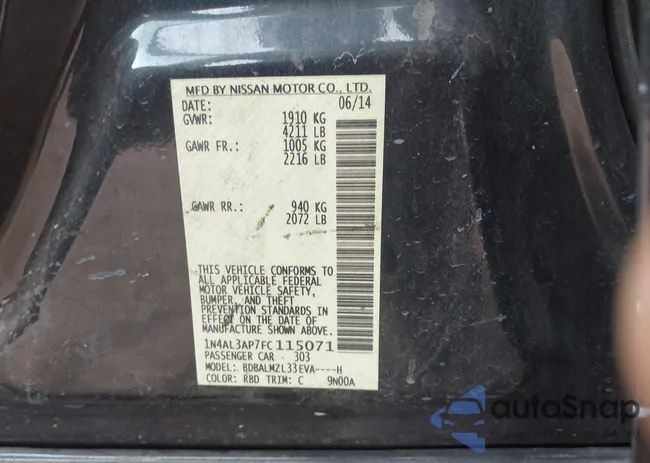 MFD BY NISSAN MOTOR CO., LTD.
DATE: 06/14
GVWR: 1910 KG
4211 LB
GAWR FR.: 1005 KG
2216 LB
GAWR RR.: 940 KG
2072 LB
THIS VEHICLE CONFORMS TO
ALL APPLICABLE FEDERAL
MOTOR VEHICLE SAFETY,
BUMPER, AND THEFT
PREVENTION STANDARDS IN
EFFECT ON THE DATE OF
MANUFACTURE SHOWN ABOVE.
1N4AL3AP7FC115071
PASSENGER CAR - 303
MODEL: BDBALMZL33EVA----H
COLOR: RBD TRIM: C 9N00A
autoSnap